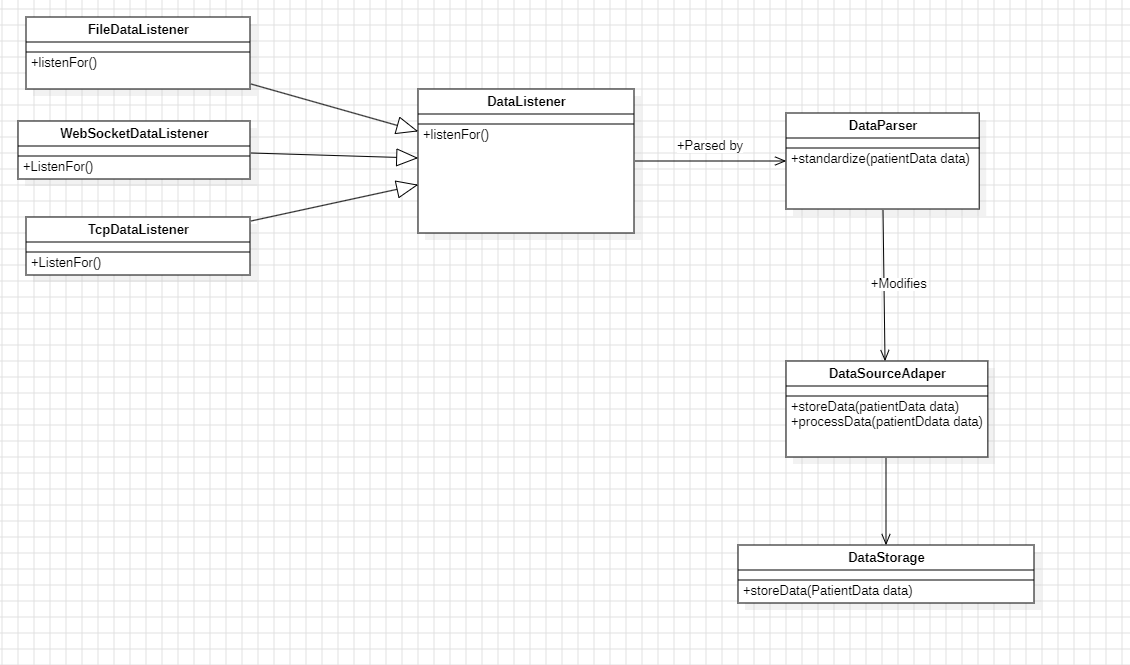 FileDataListener
+listenFor()
WebSocketDataListener
+ListenFor()
TcpDataListener
+ListenFor()
DataListener
+listenFor()
+Parsed by
DataParser
+standardize(patientData data)
+Modifies
DataSourceAdaper
+storeData(patientData data)
+processData(patientDdata data)
DataStorage
+storeData(PatientData data)